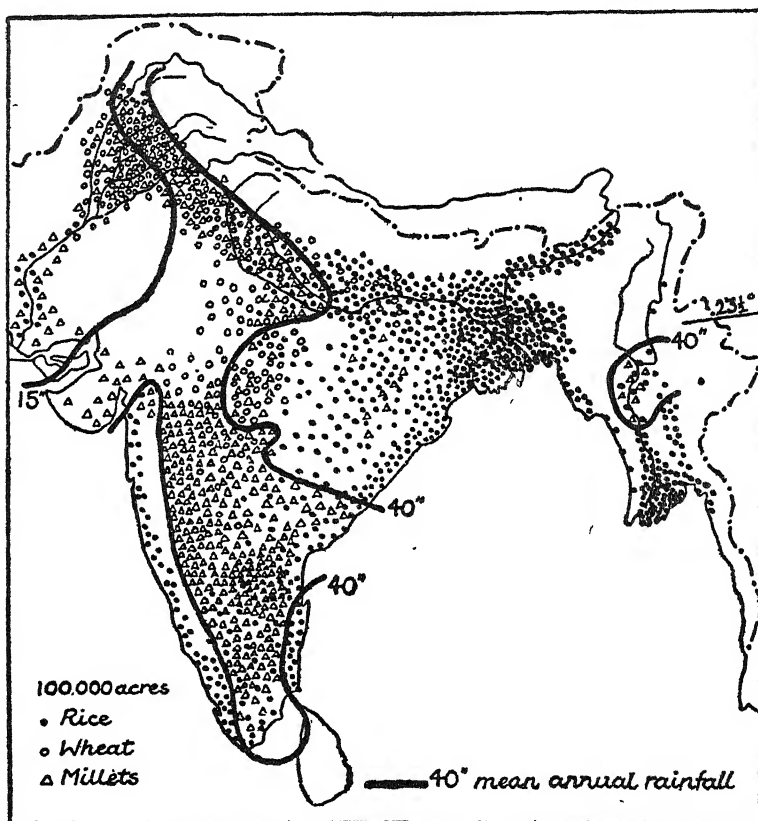 23½°
40"
15"
40"
40"
100,000 acres
Rice
Wheat
Millets
40" mean annual rainfall